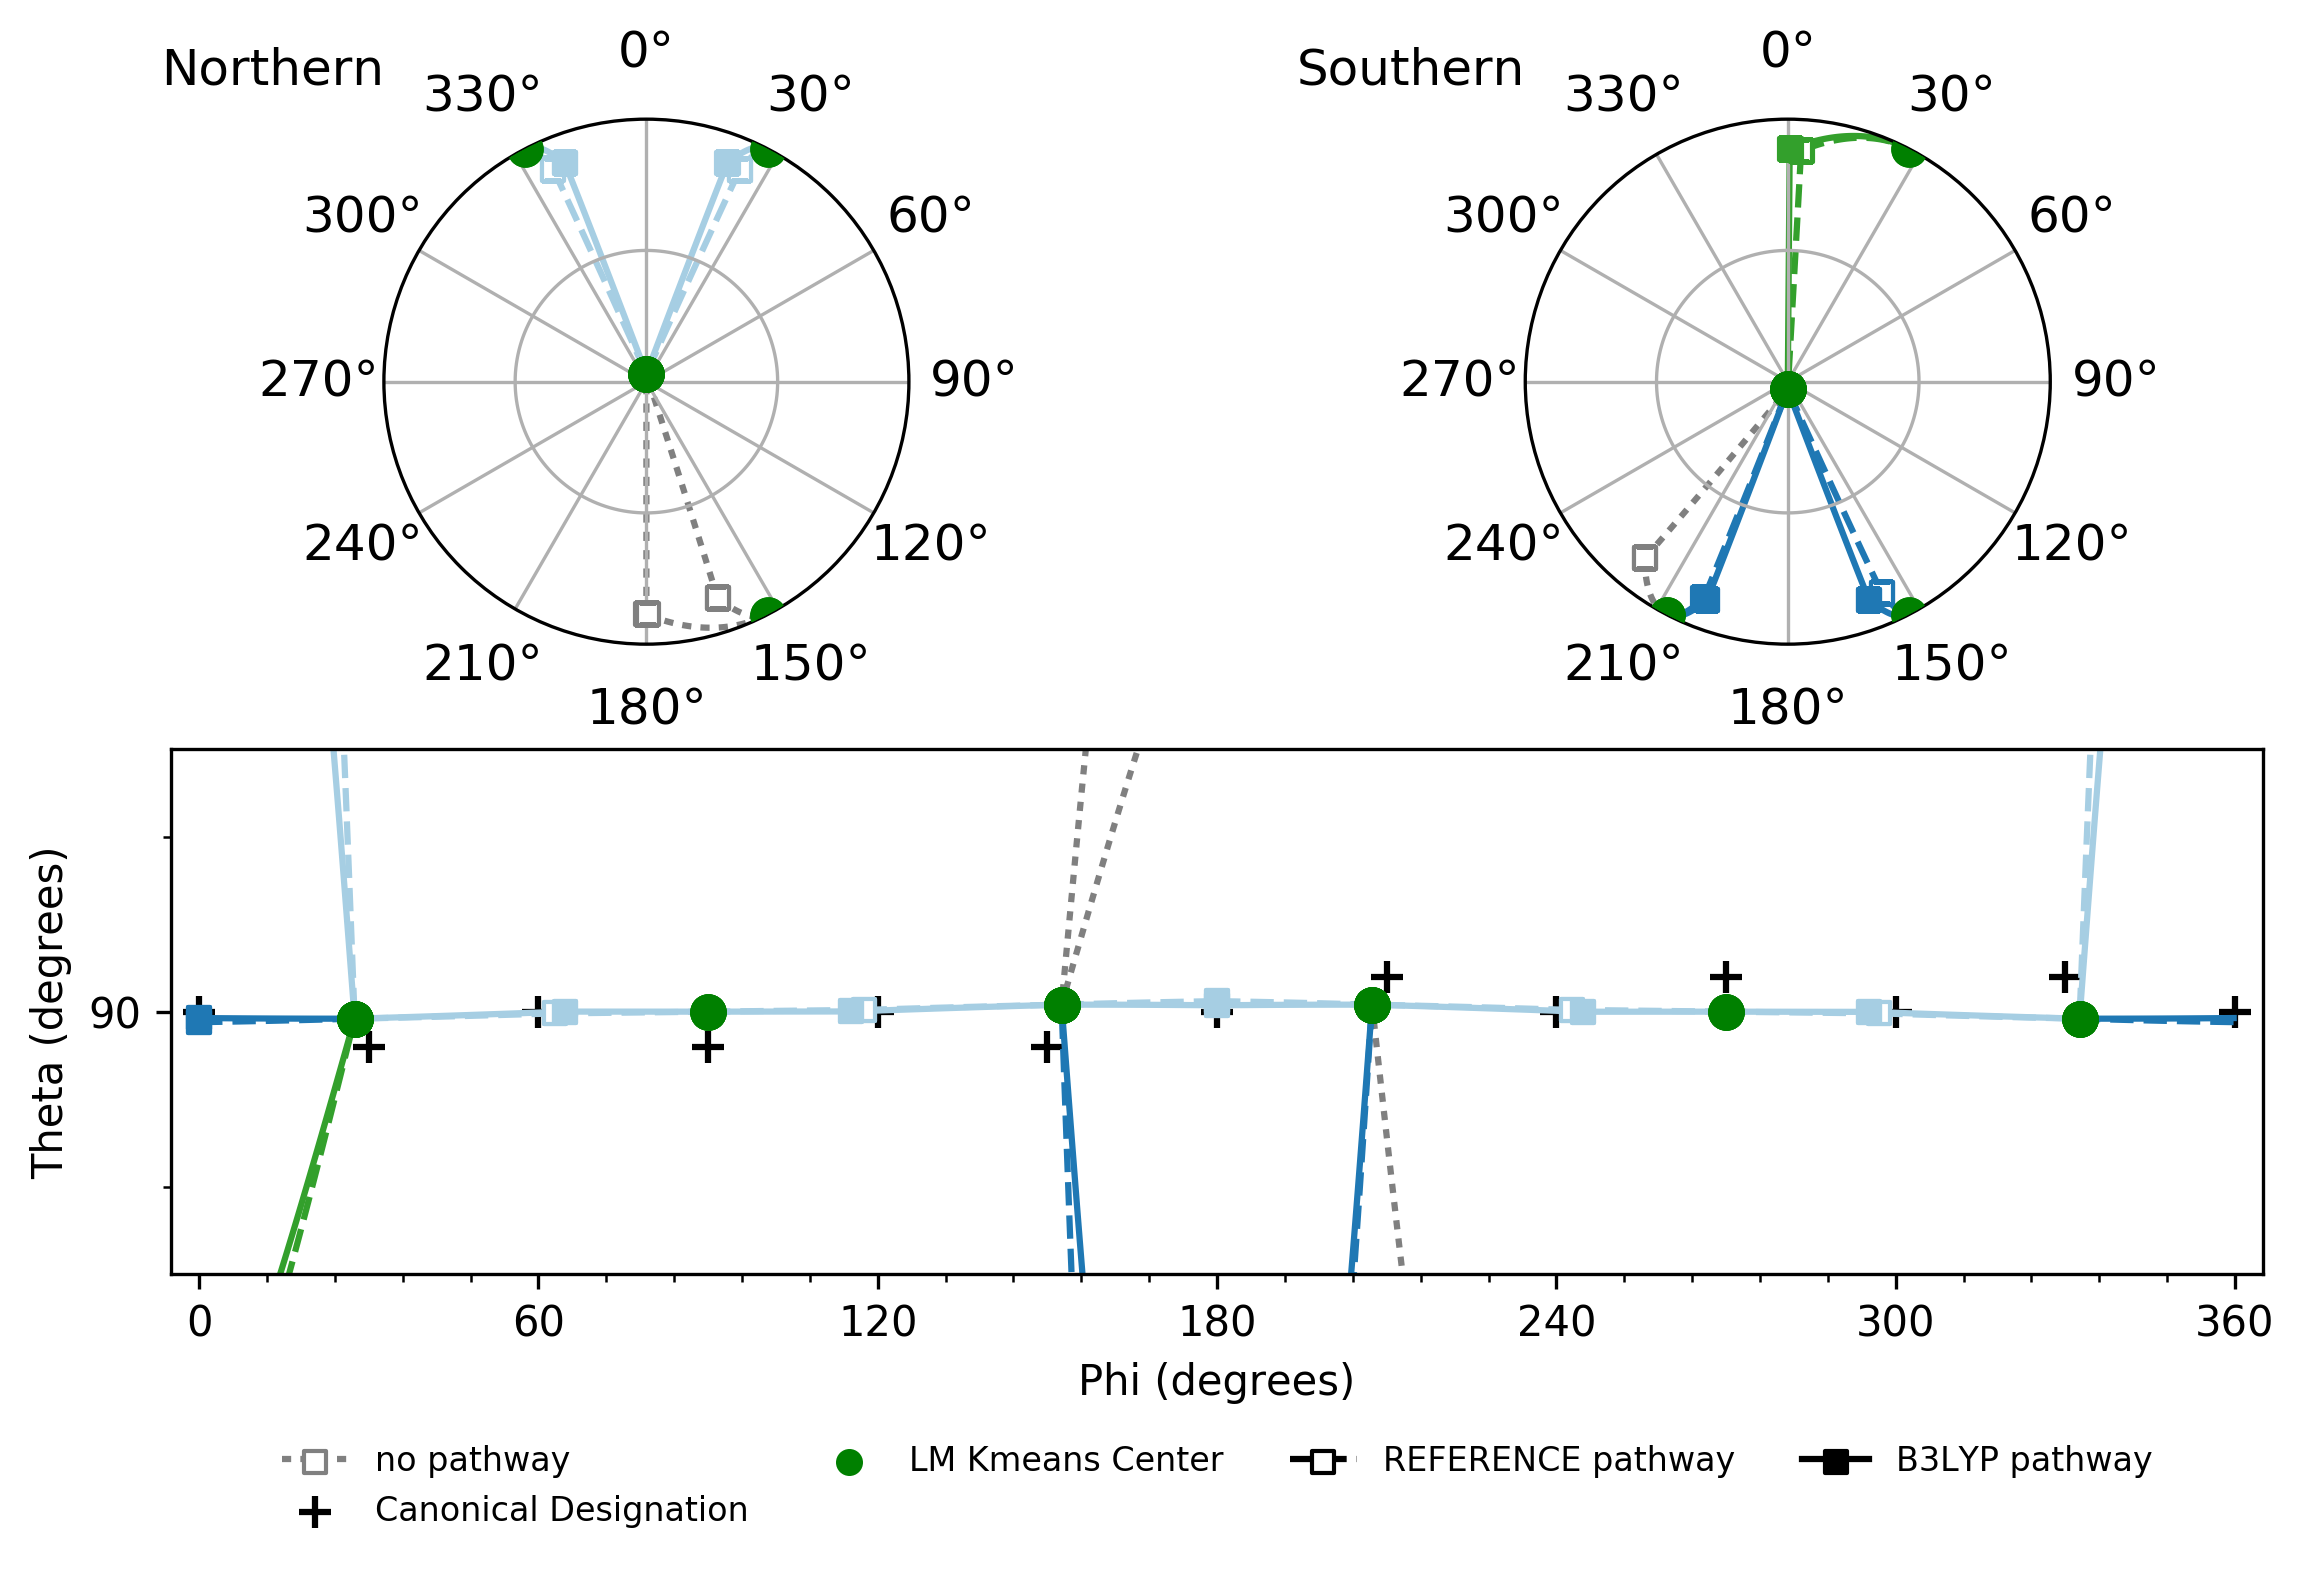 Northern
0°
30°
60°
90°
120°
150°
180°
210°
240°
270°
300°
330°
Southern
0°
30°
60°
90°
120°
150°
180°
210°
240°
270°
300°
330°
Theta (degrees)
90
0 60 120 180 240 300 360
Phi (degrees)
no pathway
Canonical Designation
LM Kmeans Center
REFERENCE pathway
B3LYP pathway